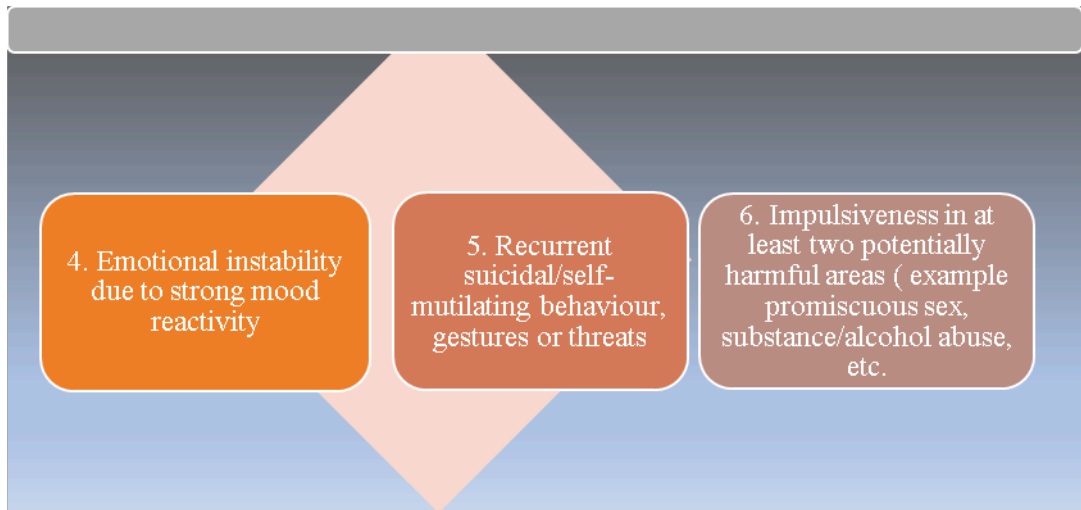 4. Emotional instability
due to strong mood
reactivity
5. Recurrent
suicidal/self-
mutilating behaviour,
gestures or threats
6. Impulsiveness in at
least two potentially
harmful areas ( example
promiscuous sex,
substance/alcohol abuse,
etc.